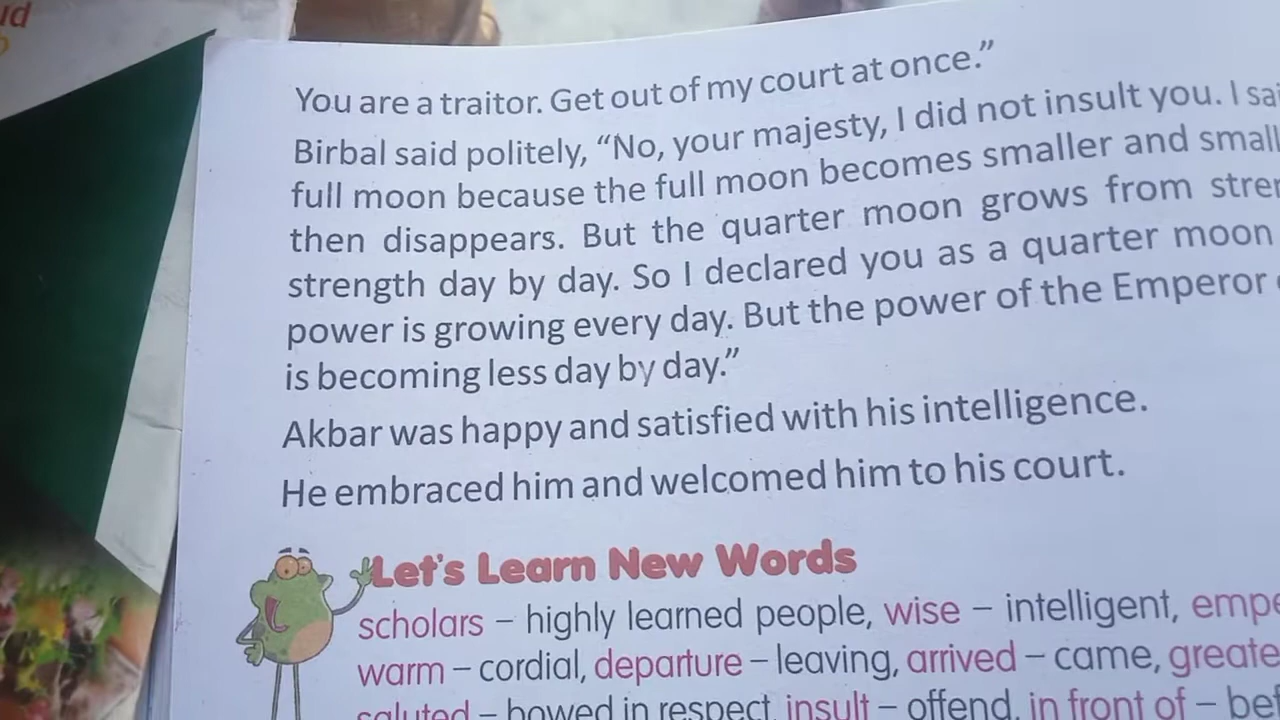 You are a traitor. Get out of my court at once.”
Birbal said politely, “No, your majesty, I did not insult you. I
full moon because the full moon becomes smaller and
then disappears. But the quarter moon grows from
strength day by day. So I declared you as a quarter moon
power is growing every day. But the power of the Emperor
is becoming less day by day.”
Akbar was happy and satisfied with his intelligence.
He embraced him and welcomed him to his court.
Let's Learn New Words
scholars – highly learned people, wise – intelligent,
warm – cordial, departure – leaving, arrived – came,
saluted – bowed in respect, insult – offend, in front of –